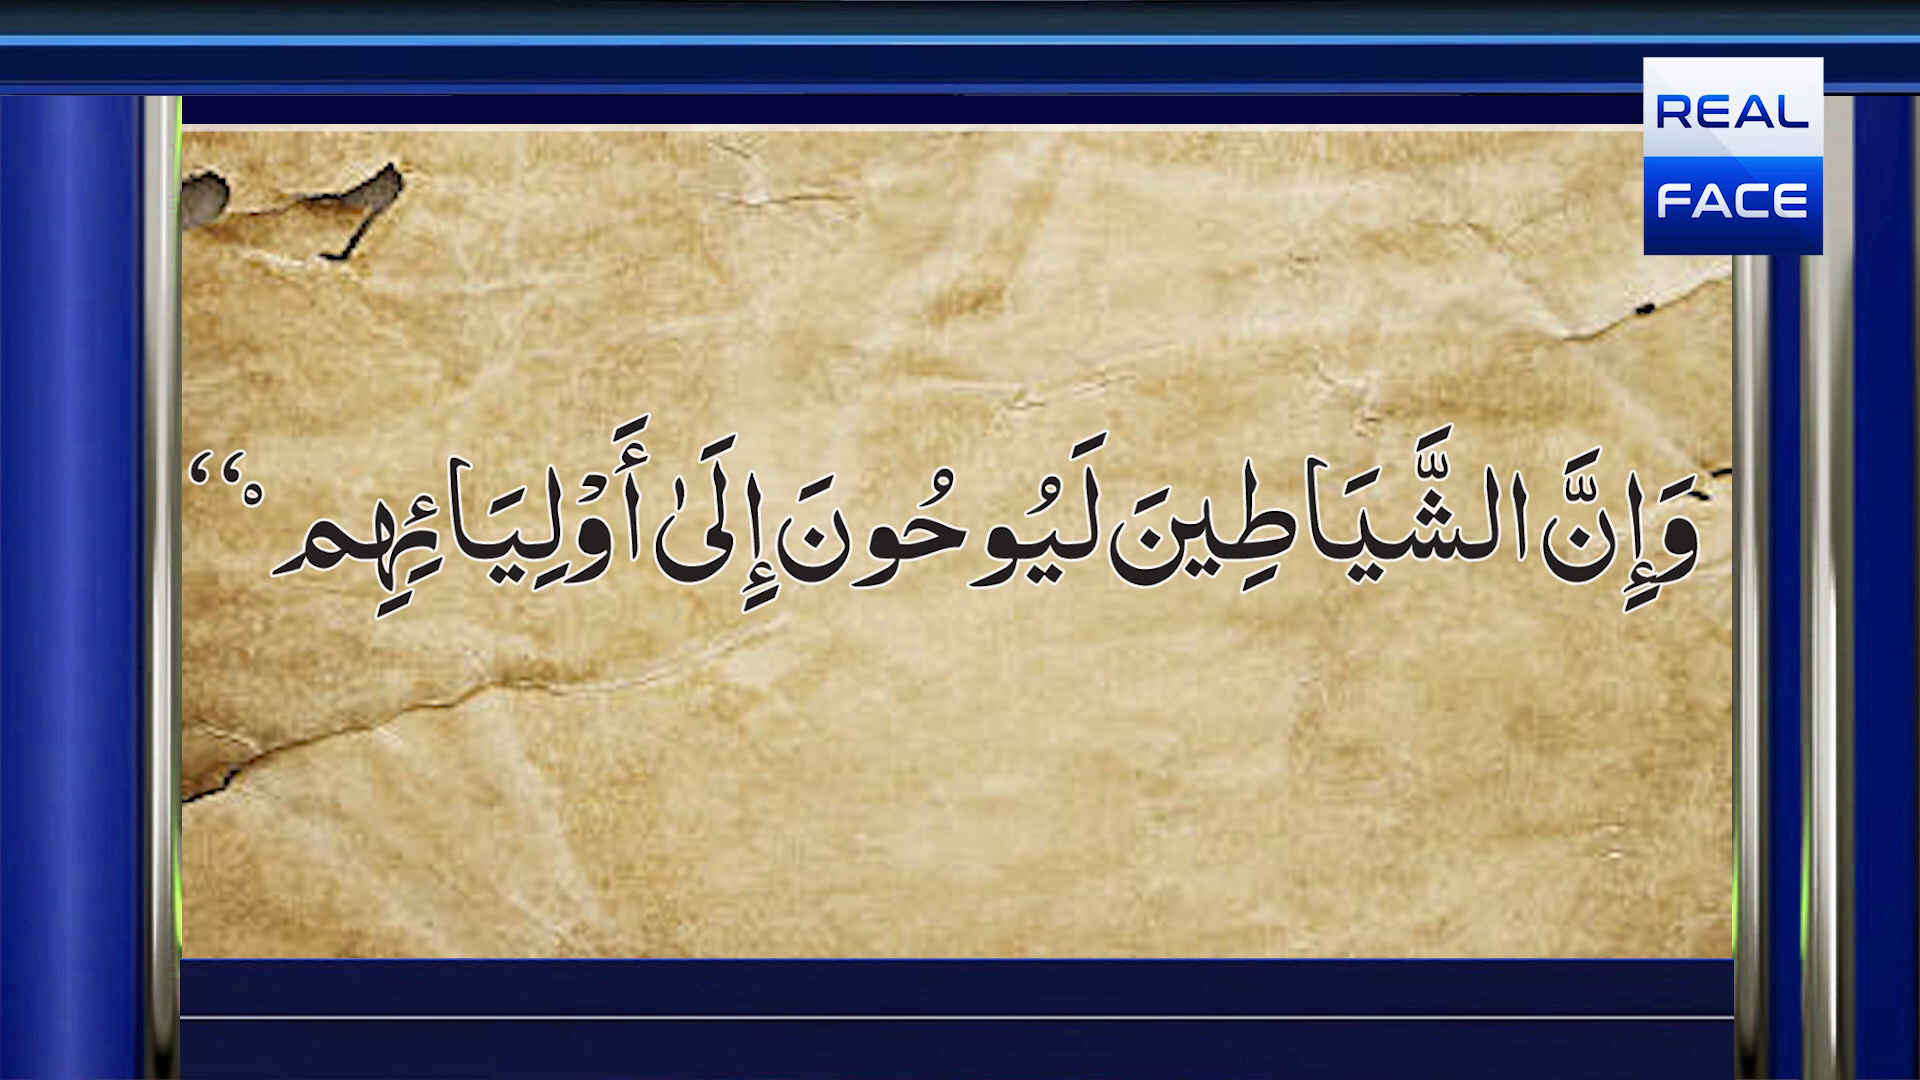 REAL
FACE
وَإِنَّ الشَّيَاطِينَ لَيُوحُونَ إِلَىٰ أَوْلِيَائِهِمْ‘‘